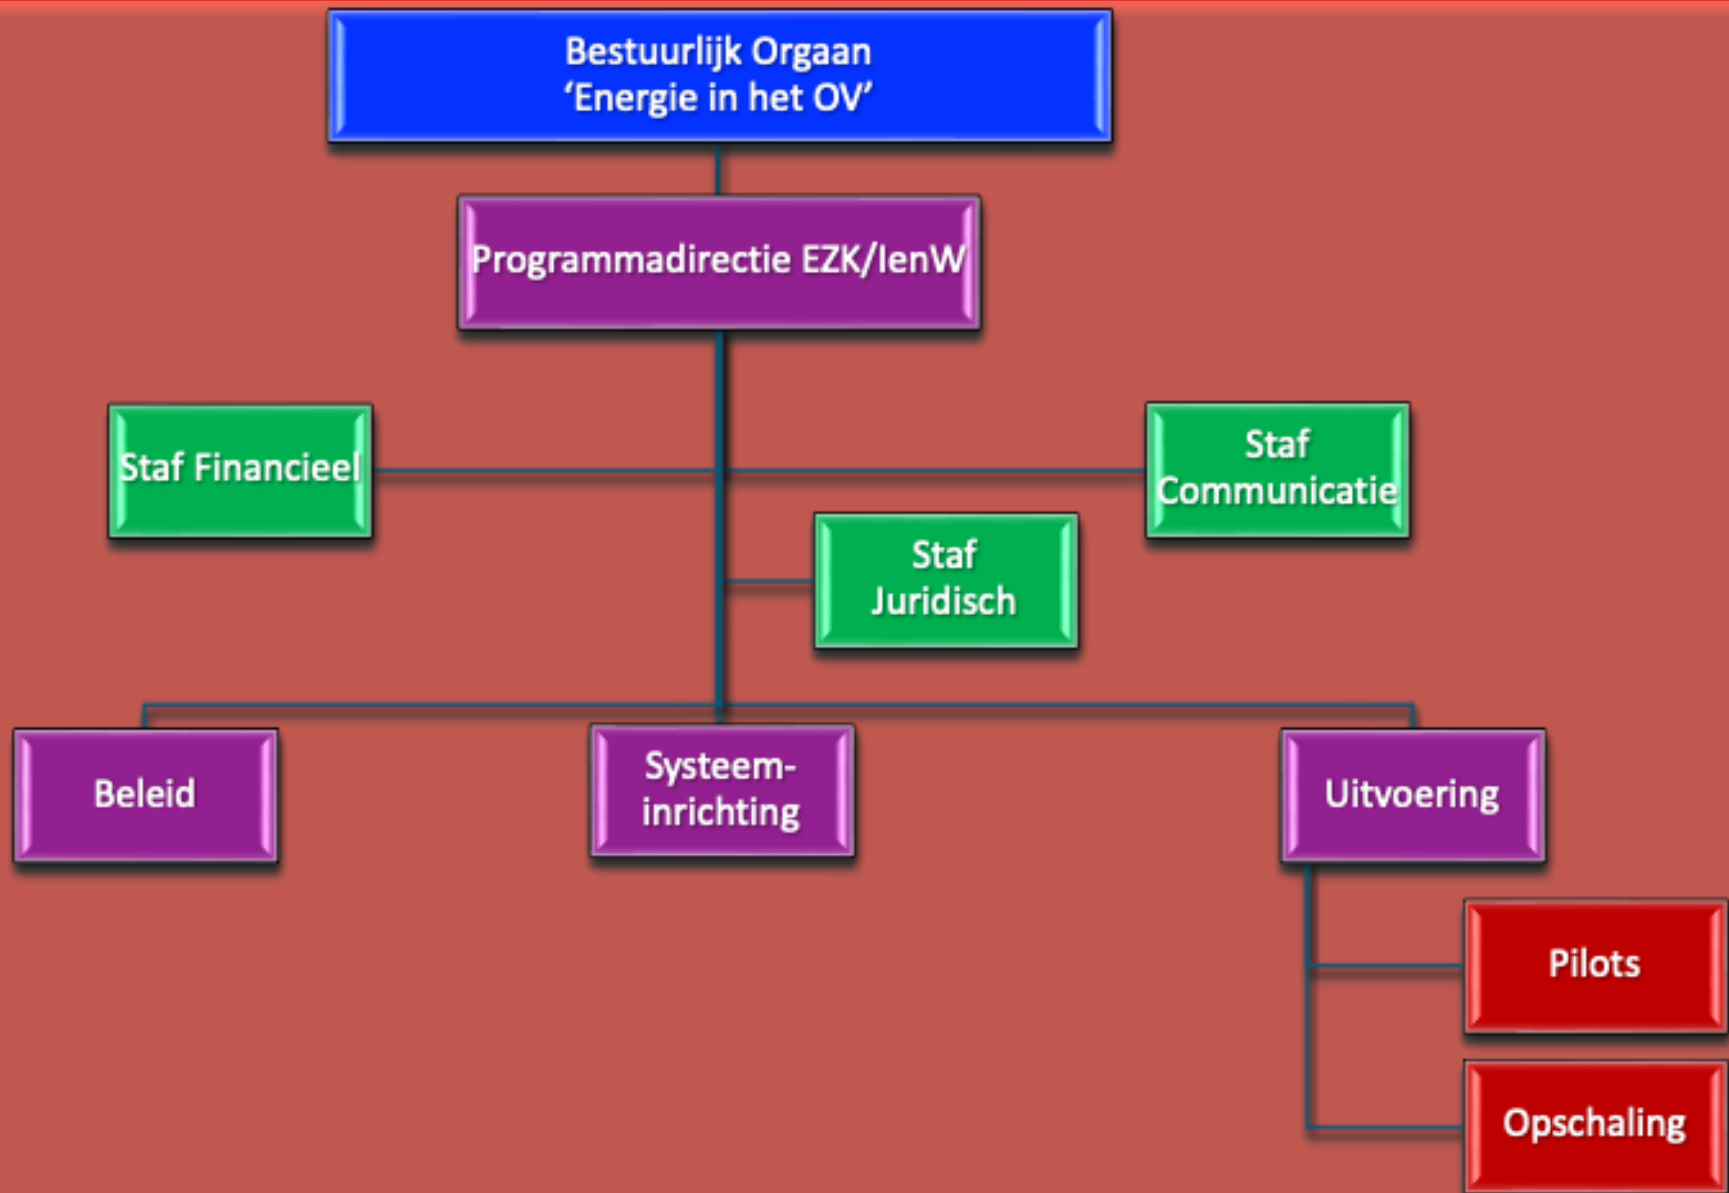 Bestuurlijk Orgaan
‘Energie in het OV’
Programmadirectie EZK/IenW
Staf Financieel
Staf
Communicatie
Staf
Juridisch
Beleid
Systeem-
inrichting
Uitvoering
Pilots
Opschaling